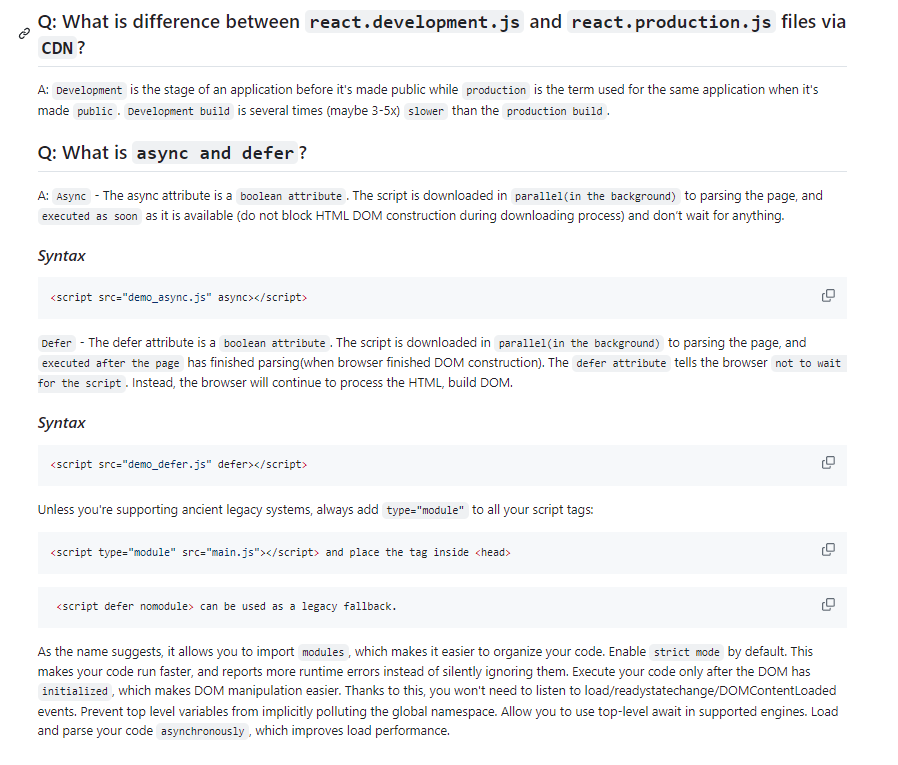 Q: What is difference between react.development.js and react.production.js files via
CDN?
A: Development is the stage of an application before it's made public while production is the term used for the same application when it's
made public. Development build is several times (maybe 3-5x) slower than the production build.
Q: What is async and defer?
A: Async - The async attribute is a boolean attribute. The script is downloaded in parallel(in the background) to parsing the page, and
executed as soon as it is available (do not block HTML DOM construction during downloading process) and don't wait for anything.
Syntax
<script src="demo_async.js" async></script>
Defer - The defer attribute is a boolean attribute. The script is downloaded in parallel(in the background) to parsing the page, and
executed after the page has finished parsing(when browser finished DOM construction). The defer attribute tells the browser not to wait
for the script. Instead, the browser will continue to process the HTML, build DOM.
Syntax
<script src="demo_defer.js" defer></script>
Unless you're supporting ancient legacy systems, always add type="module" to all your script tags:
<script type="module" src="main.js"></script> and place the tag inside <head>
<script defer nomodule> can be used as a legacy fallback.
As the name suggests, it allows you to import modules, which makes it easier to organize your code. Enable strict mode by default. This
makes your code run faster, and reports more runtime errors instead of silently ignoring them. Execute your code only after the DOM has
initialized, which makes DOM manipulation easier. Thanks to this, you won't need to listen to load/readystatechange/DOMContentLoaded
events. Prevent top level variables from implicitly polluting the global namespace. Allow you to use top-level await in supported engines. Load
and parse your code asynchronously, which improves load performance.